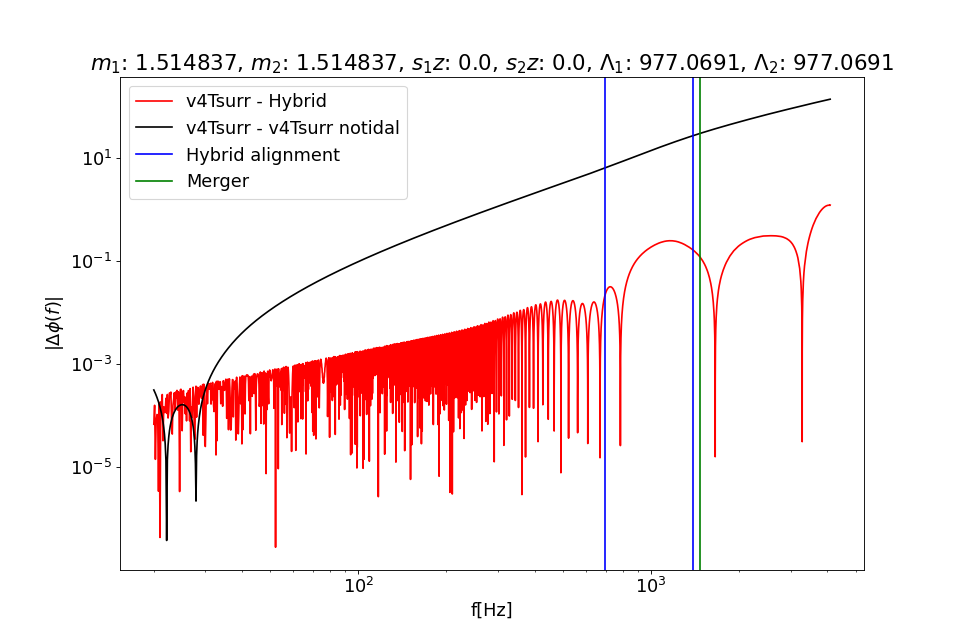 m₁: 1.514837, m₂: 1.514837, s₁z: 0.0, s₂z: 0.0, Λ₁: 977.0691, Λ₂: 977.0691
v4Tsurr - Hybrid
v4Tsurr - v4Tsurr notidal
Hybrid alignment
Merger
|Δϕ(f)|
10¹
10⁻¹
10⁻³
10⁻⁵
10² 10³
f[Hz]